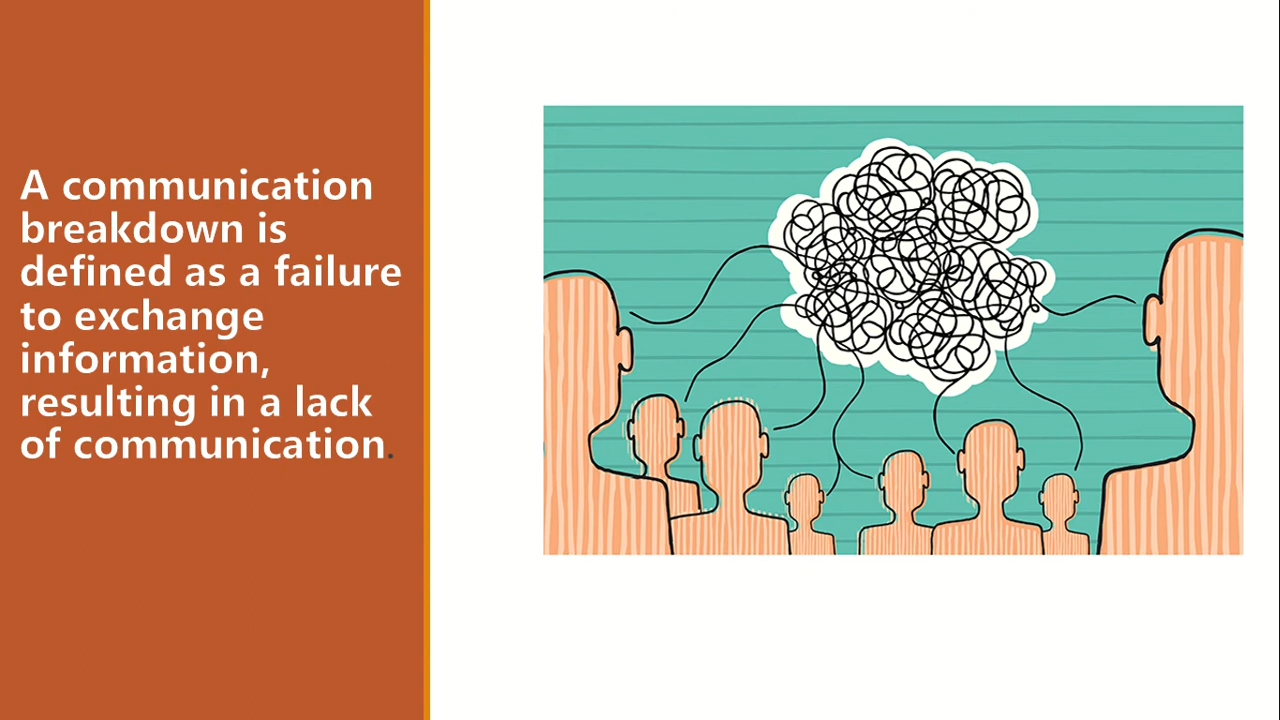 A communication
breakdown is
defined as a failure
to exchange
information,
resulting in a lack
of communication.